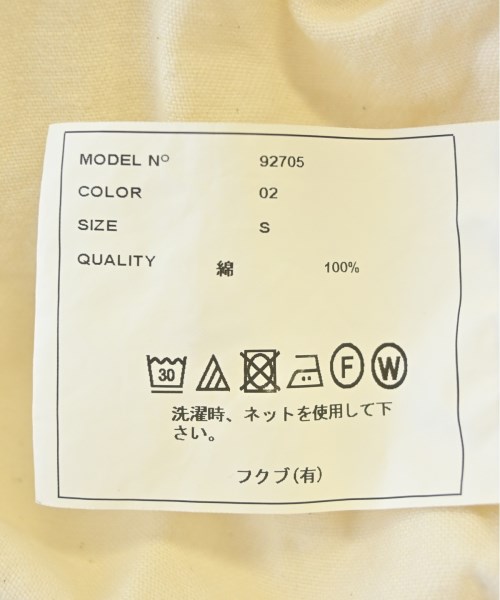 MODEL Nº 92705
COLOR 02
SIZE S
QUALITY 綿 100%
30 F W
洗濯時、ネットを使用して下
さい。
フクブ(有)